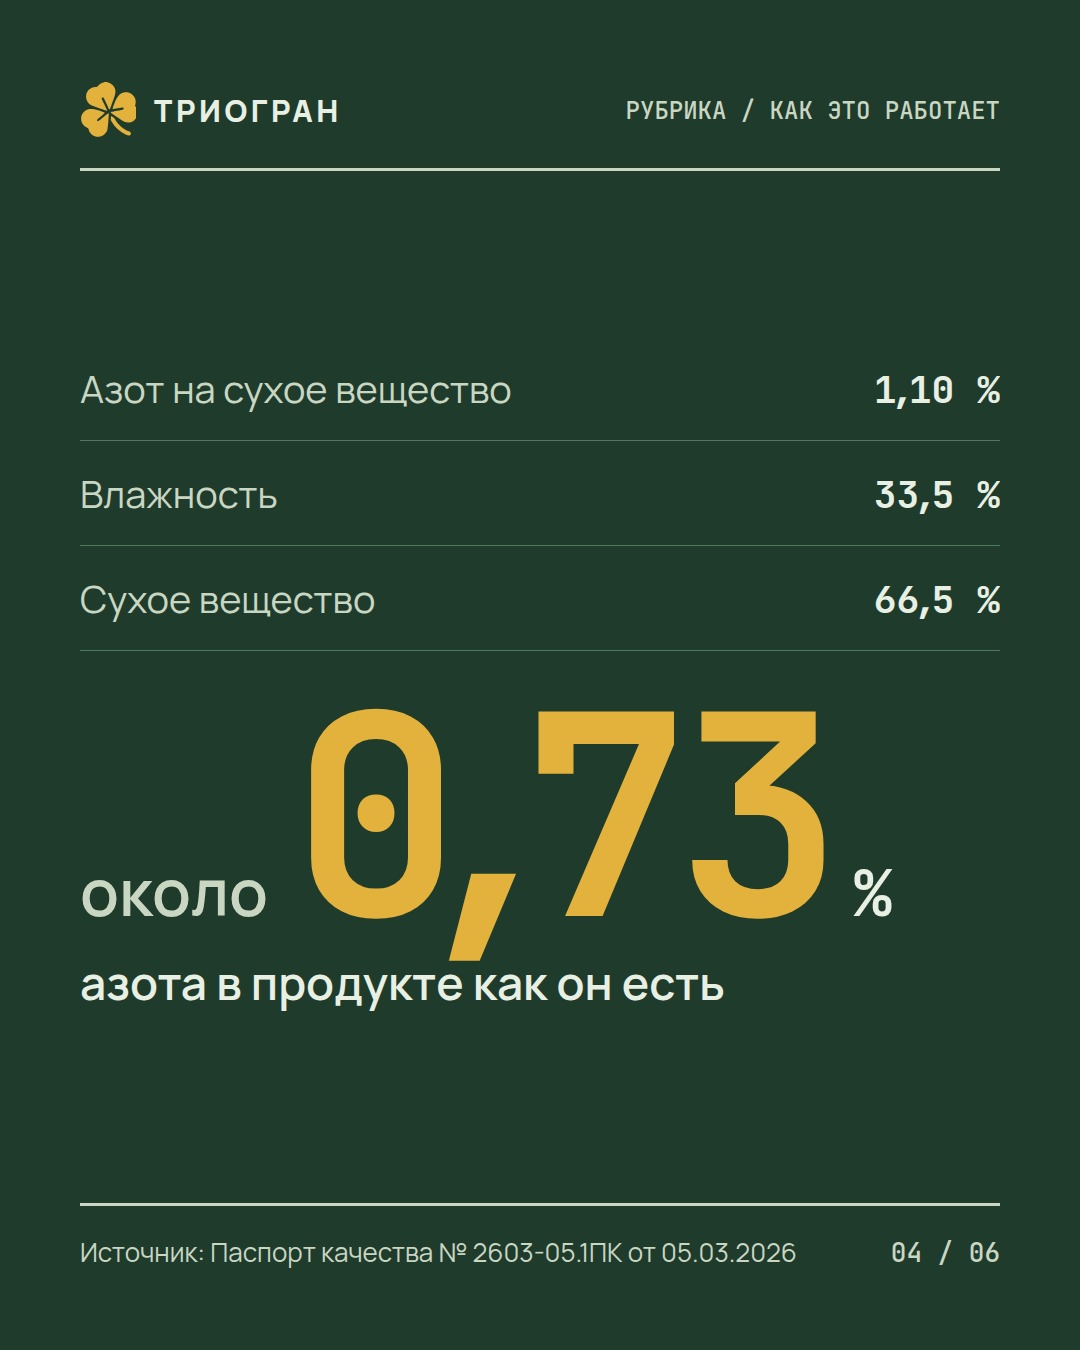 ТРИОГРАН
РУБРИКА / КАК ЭТО РАБОТАЕТ
Азот на сухое вещество 1,10 %
Влажность 33,5 %
Сухое вещество 66,5 %
около 0,73 %
азота в продукте как он есть
Источник: Паспорт качества № 2603-05.1ПК от 05.03.2026
04 / 06